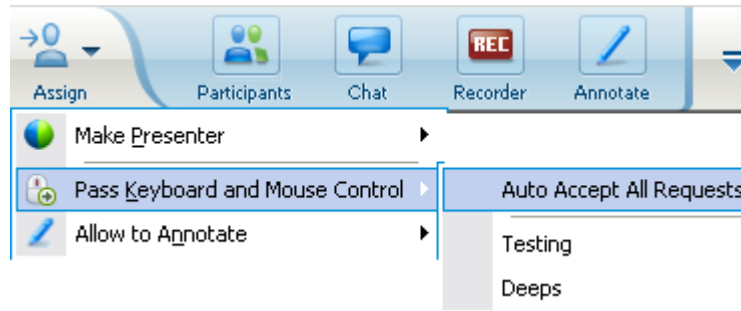 REC
Assign Participants Chat Recorder Annotate
Make Presenter
Pass Keyboard and Mouse Control Auto Accept All Requests
Allow to Annotate Testing
Deeps